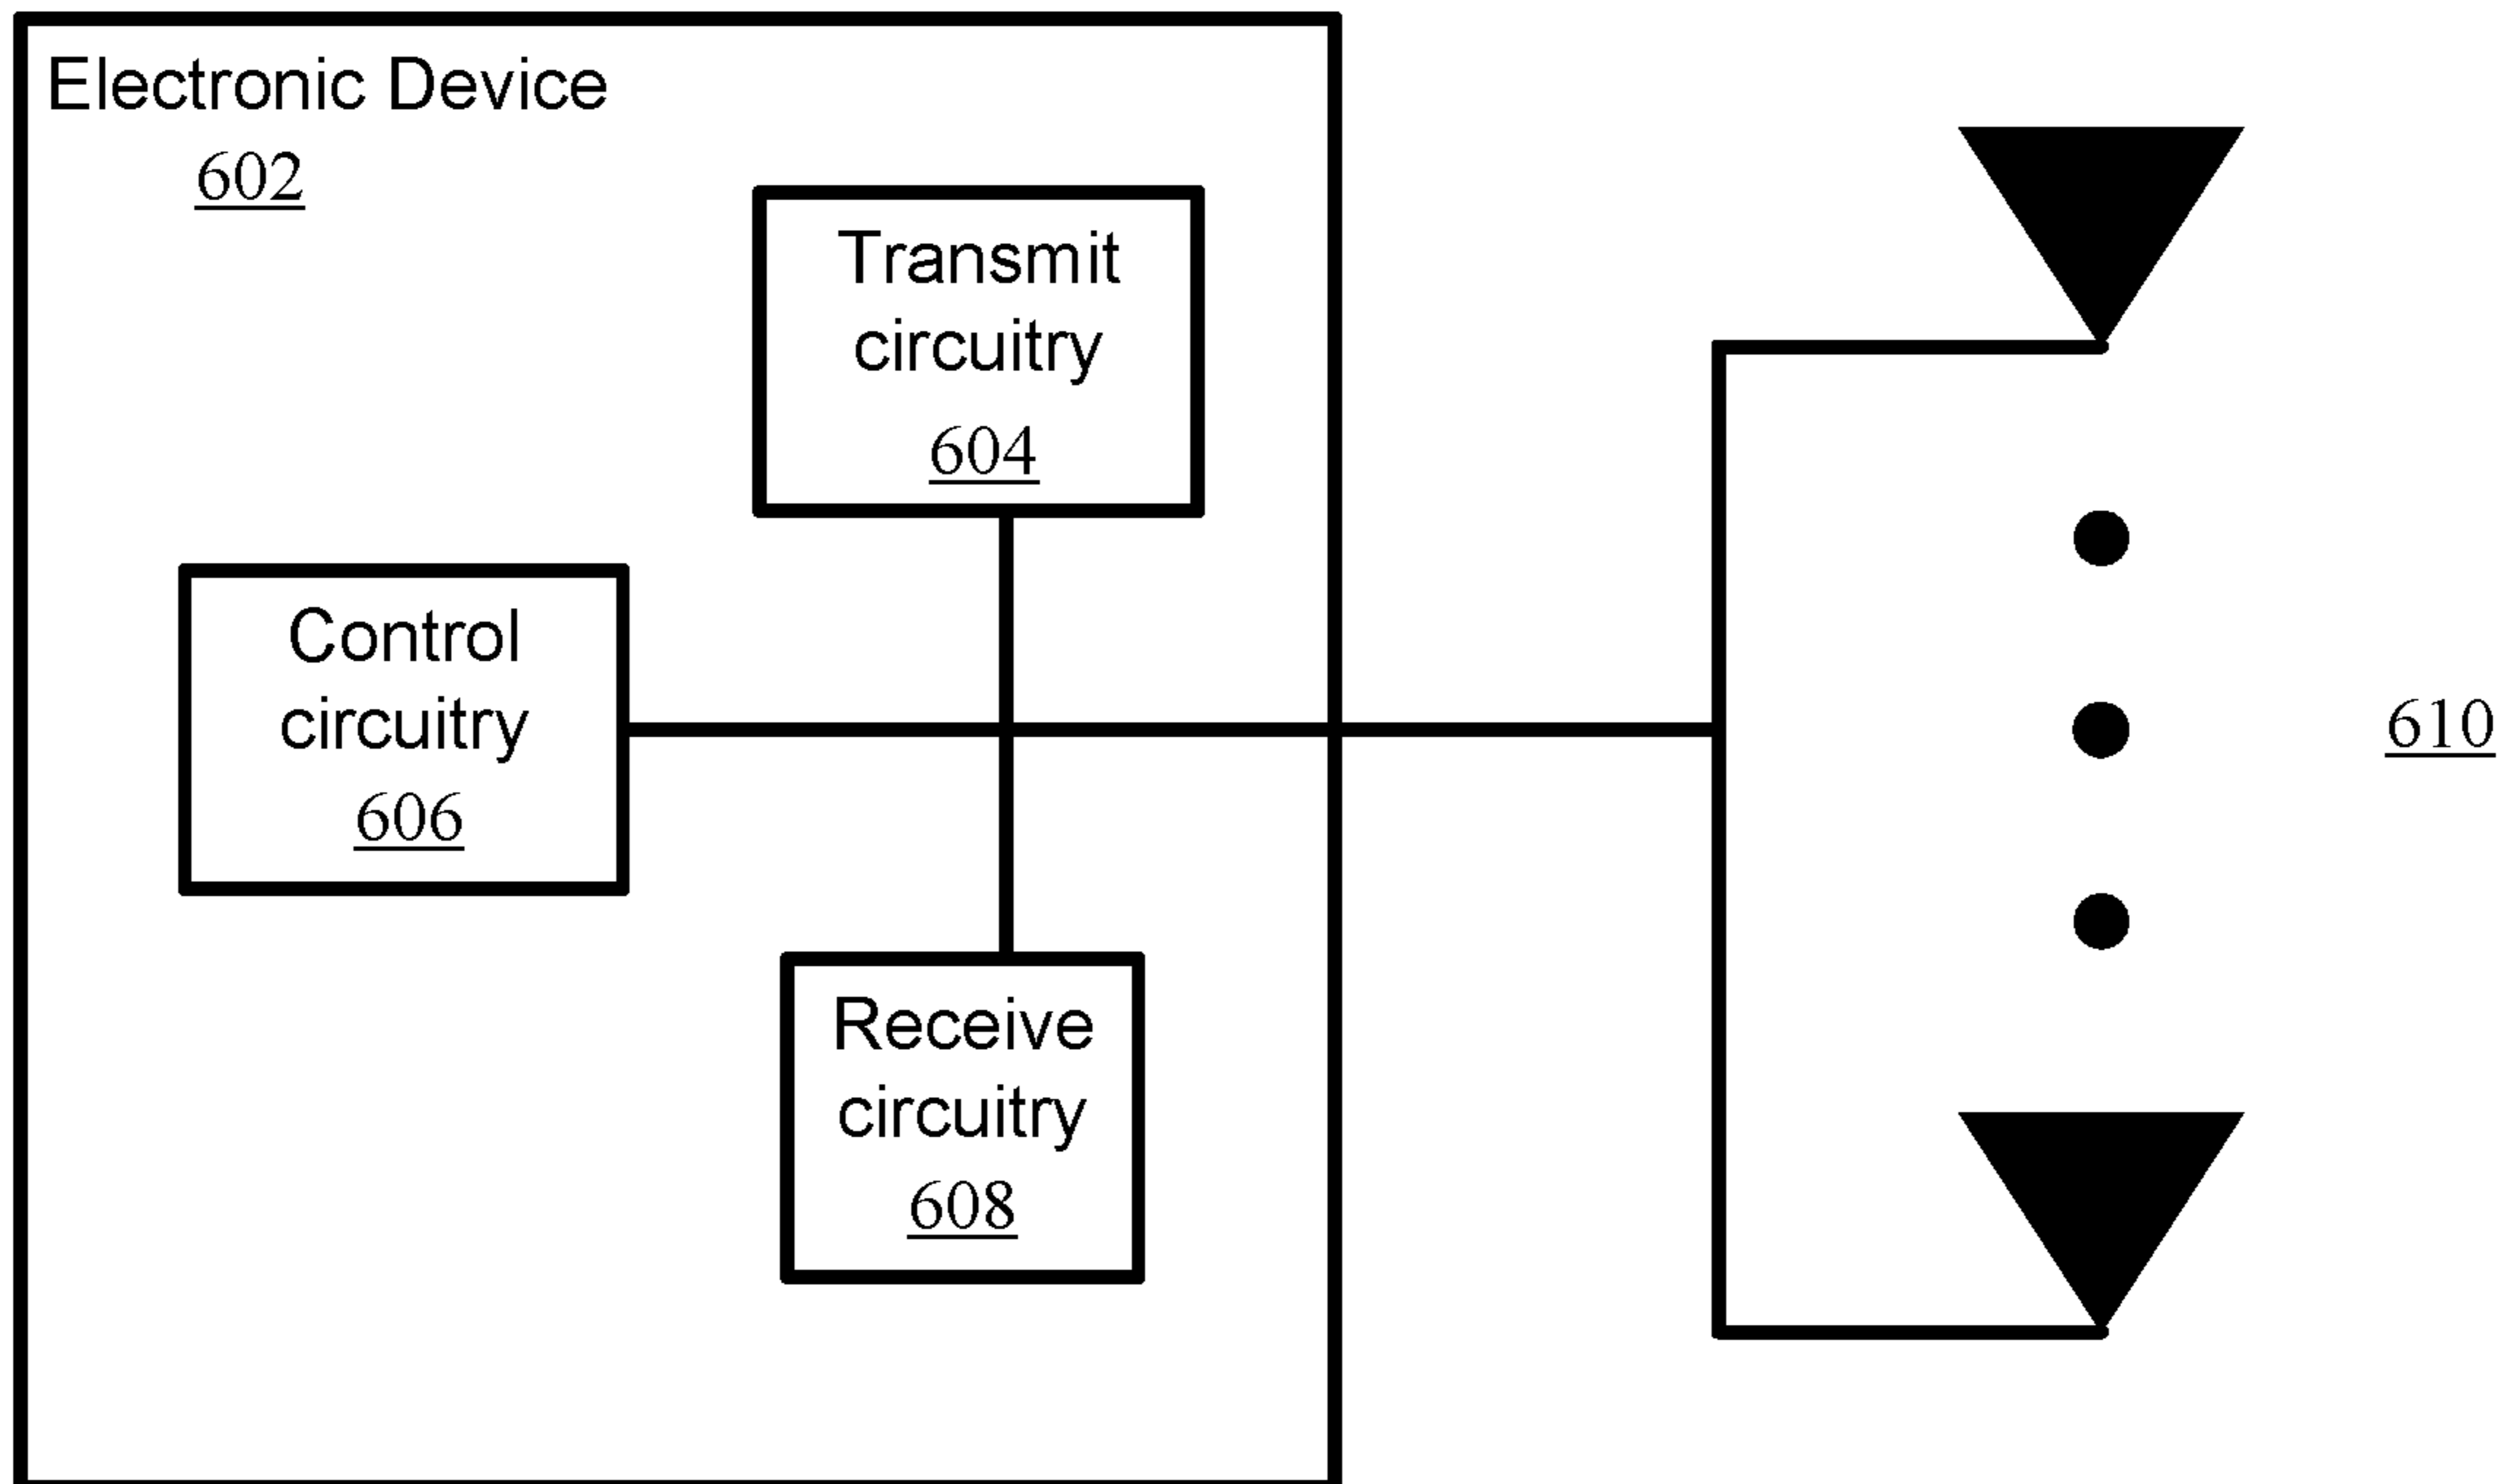 Electronic Device
602
Transmit
circuitry
604
Control
circuitry
606
610
Receive
circuitry
608